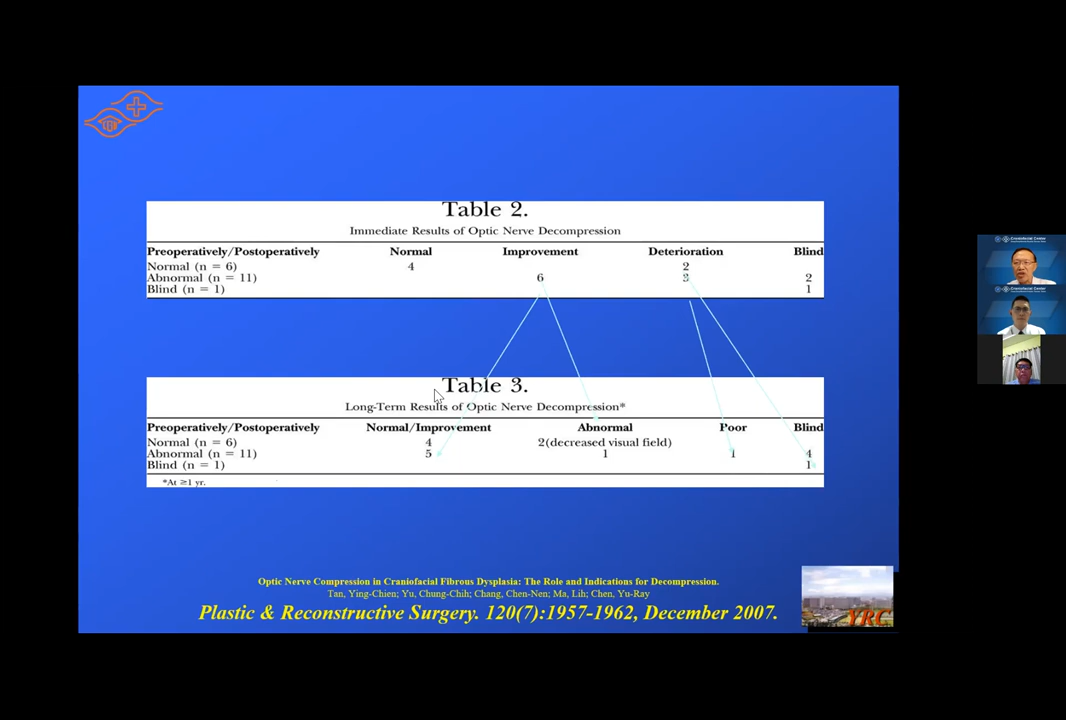 Table 2.
Immediate Results of Optic Nerve Decompression
Preoperatively/Postoperatively Normal Improvement Deterioration Blind
Normal (n = 6) 4 2
Abnormal (n = 11) 6 3 2
Blind (n = 1) 1
Table 3.
Long-Term Results of Optic Nerve Decompression*
Preoperatively/Postoperatively Normal/Improvement Abnormal Poor Blind
Normal (n = 6) 4 2(decreased visual field)
Abnormal (n = 11) 5 1 1 4
Blind (n = 1) 1
*At ≥1 yr.
Optic Nerve Compression in Craniofacial Fibrous Dysplasia: The Role and Indications for Decompression.
Tan, Ying-Chien; Yu, Chung-Chih; Chang, Chen-Nen; Ma, Lih; Chen, Yu-Ray
Plastic & Reconstructive Surgery. 120(7):1957-1962, December 2007.
YRC
Craniofacial Center
Craniofacial Center